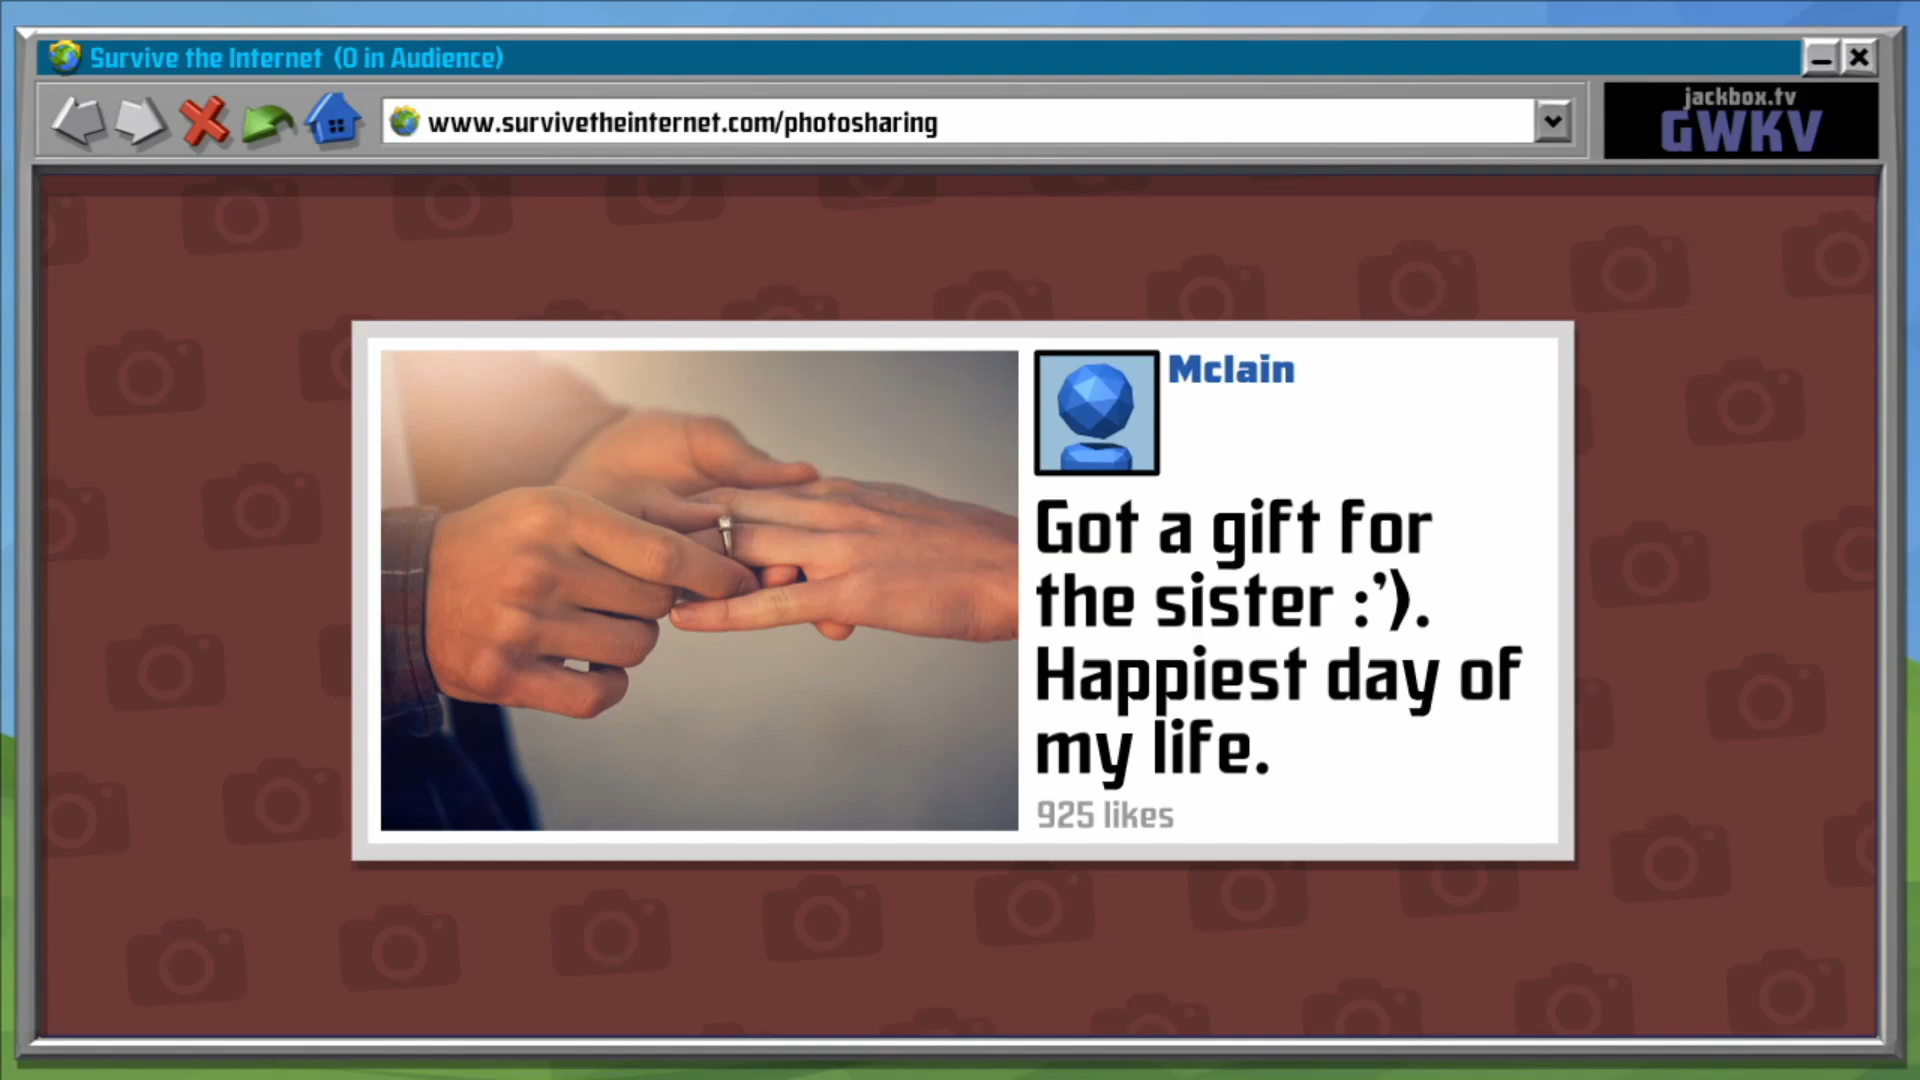 Survive the Internet (0 in Audience)
www.survivetheinternet.com/photosharing
jackbox.tv
GWKV
Mclain
Got a gift for
the sister :’).
Happiest day of
my life.
925 likes